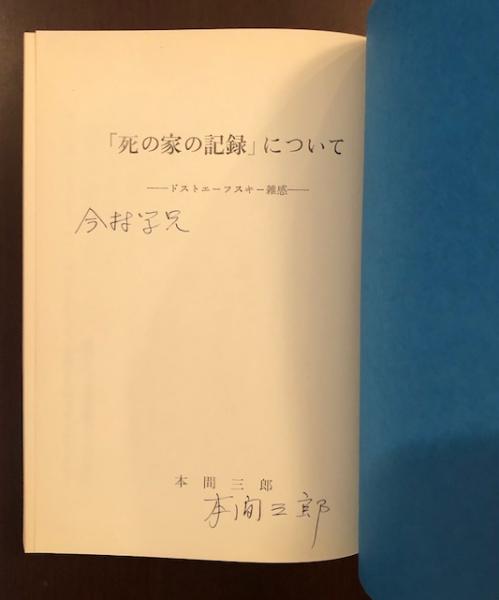 「死の家の記録」について
——ドストエーフスキー雑感——
今村学兄
本間三郎
本间三郎